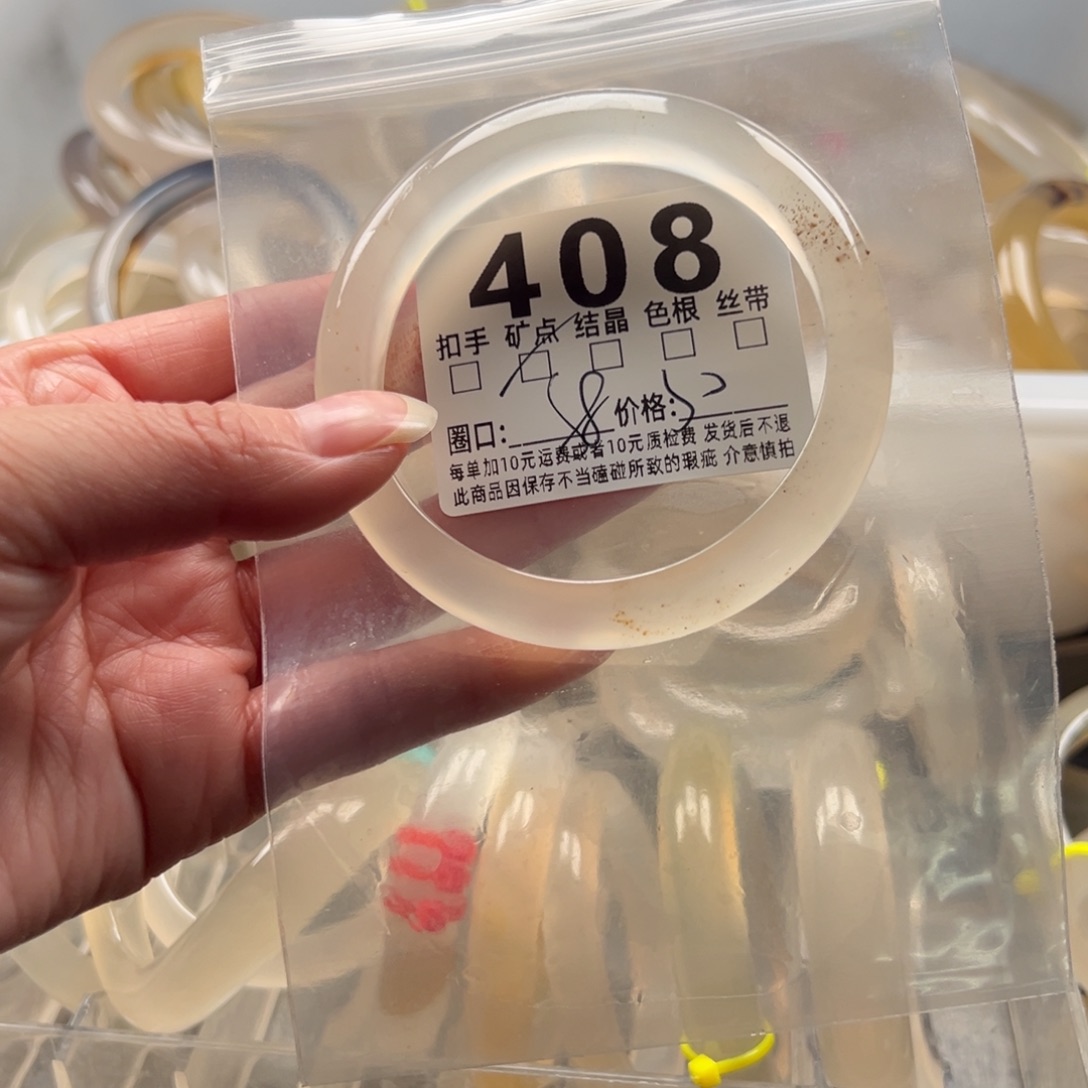 408
扣手 矿点 结晶 色根 丝带
圈口: 58 价格:
每单加10元运费或者10元质检费 发货后不退
此商品因保存不当磕碰所致的瑕疵 介意慎拍